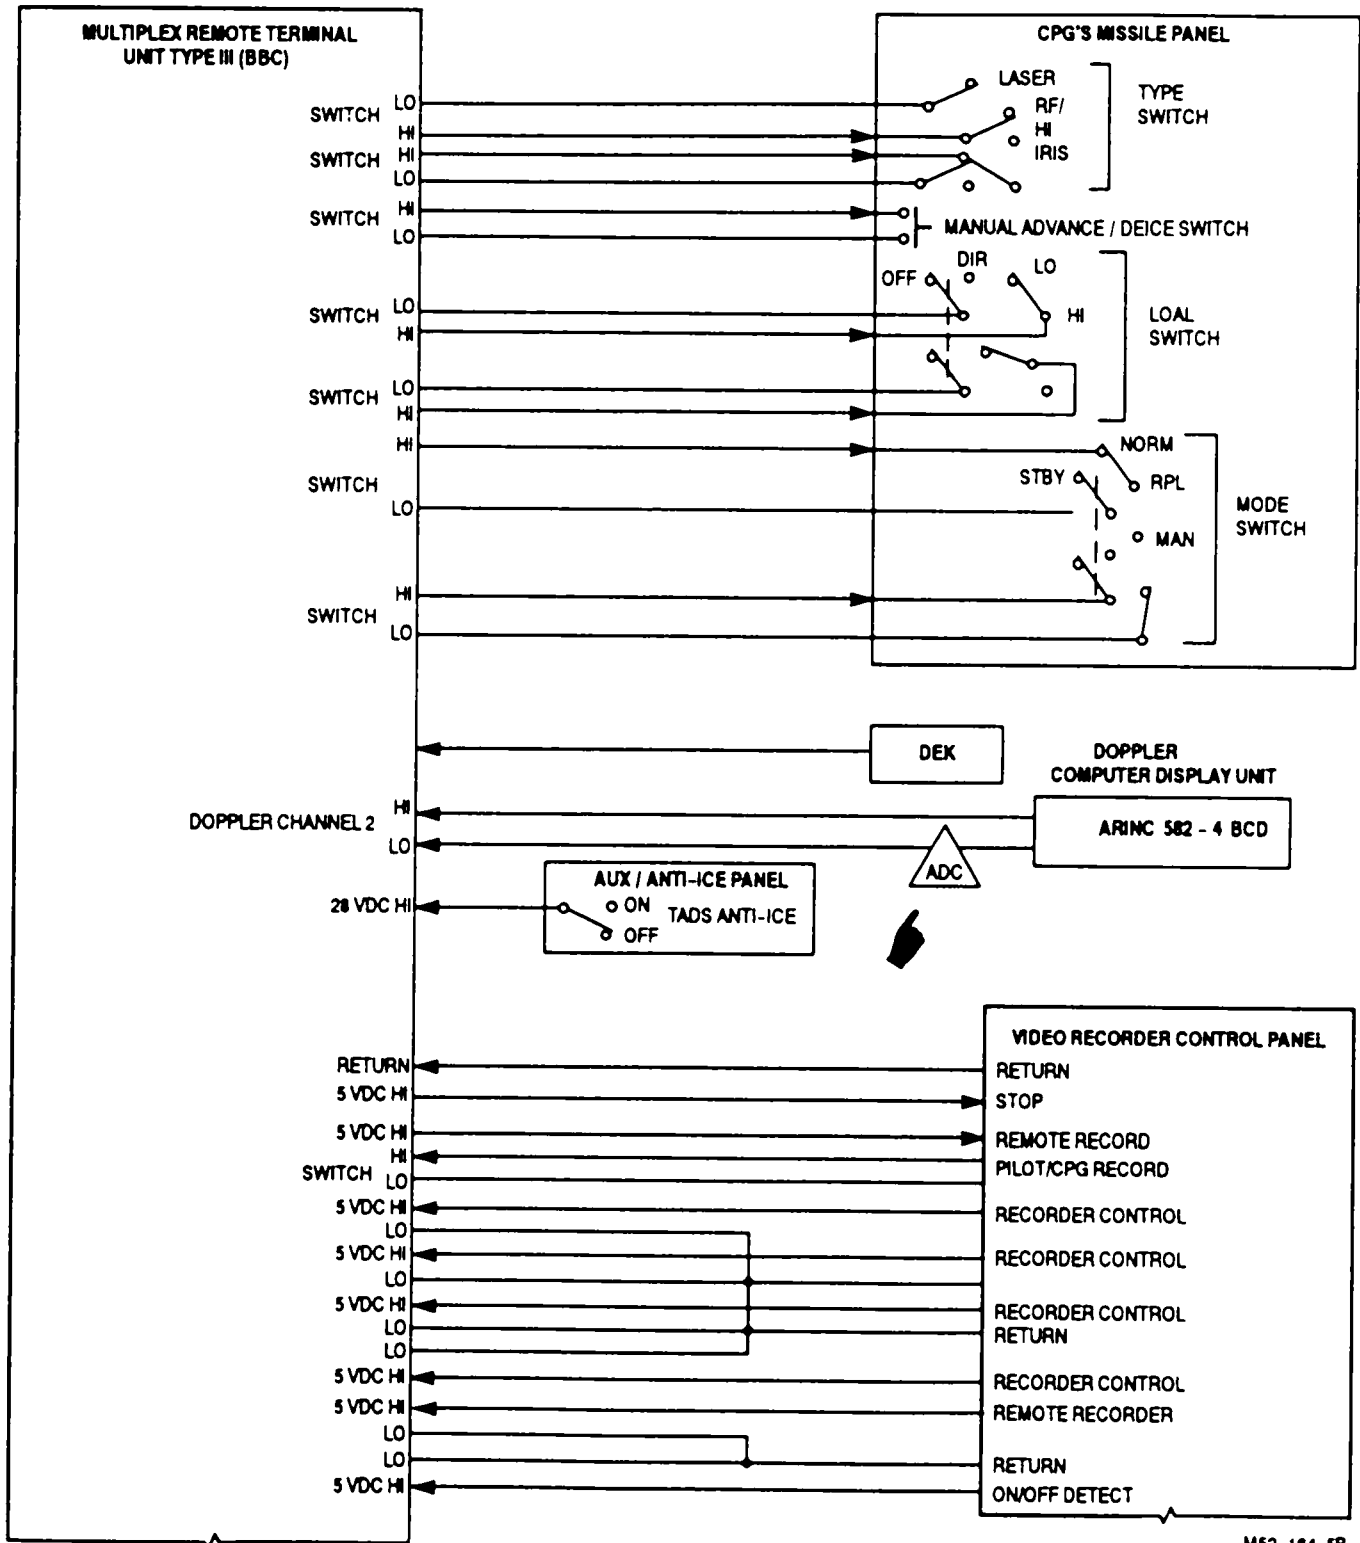 MULTIPLEX REMOTE TERMINAL
UNIT TYPE III (BBC)
CPG'S MISSILE PANEL
SWITCH LO
HI
SWITCH HI
LO
SWITCH HI
LO
SWITCH LO
HI
SWITCH LO
HI
HI
SWITCH
LO
HI
SWITCH
LO
LASER
RF/
HI
IRIS
TYPE
SWITCH
MANUAL ADVANCE / DEICE SWITCH
OFF DIR LO
HI
LOAL
SWITCH
NORM
STBY RPL
MAN
MODE
SWITCH
DEK
DOPPLER
COMPUTER DISPLAY UNIT
DOPPLER CHANNEL 2 HI
LO
ARINC 582 - 4 BCD
ADC
28 VDC HI
AUX / ANTI-ICE PANEL
ON
TADS ANTI-ICE
OFF
VIDEO RECORDER CONTROL PANEL
RETURN RETURN
5 VDC HI STOP
5 VDC HI REMOTE RECORD
HI PILOT/CPG RECORD
SWITCH LO
5 VDC HI RECORDER CONTROL
LO
5 VDC HI RECORDER CONTROL
LO
5 VDC HI RECORDER CONTROL
LO RETURN
LO
5 VDC HI RECORDER CONTROL
5 VDC HI REMOTE RECORDER
LO
LO RETURN
5 VDC HI ON/OFF DETECT
M52-164-5B